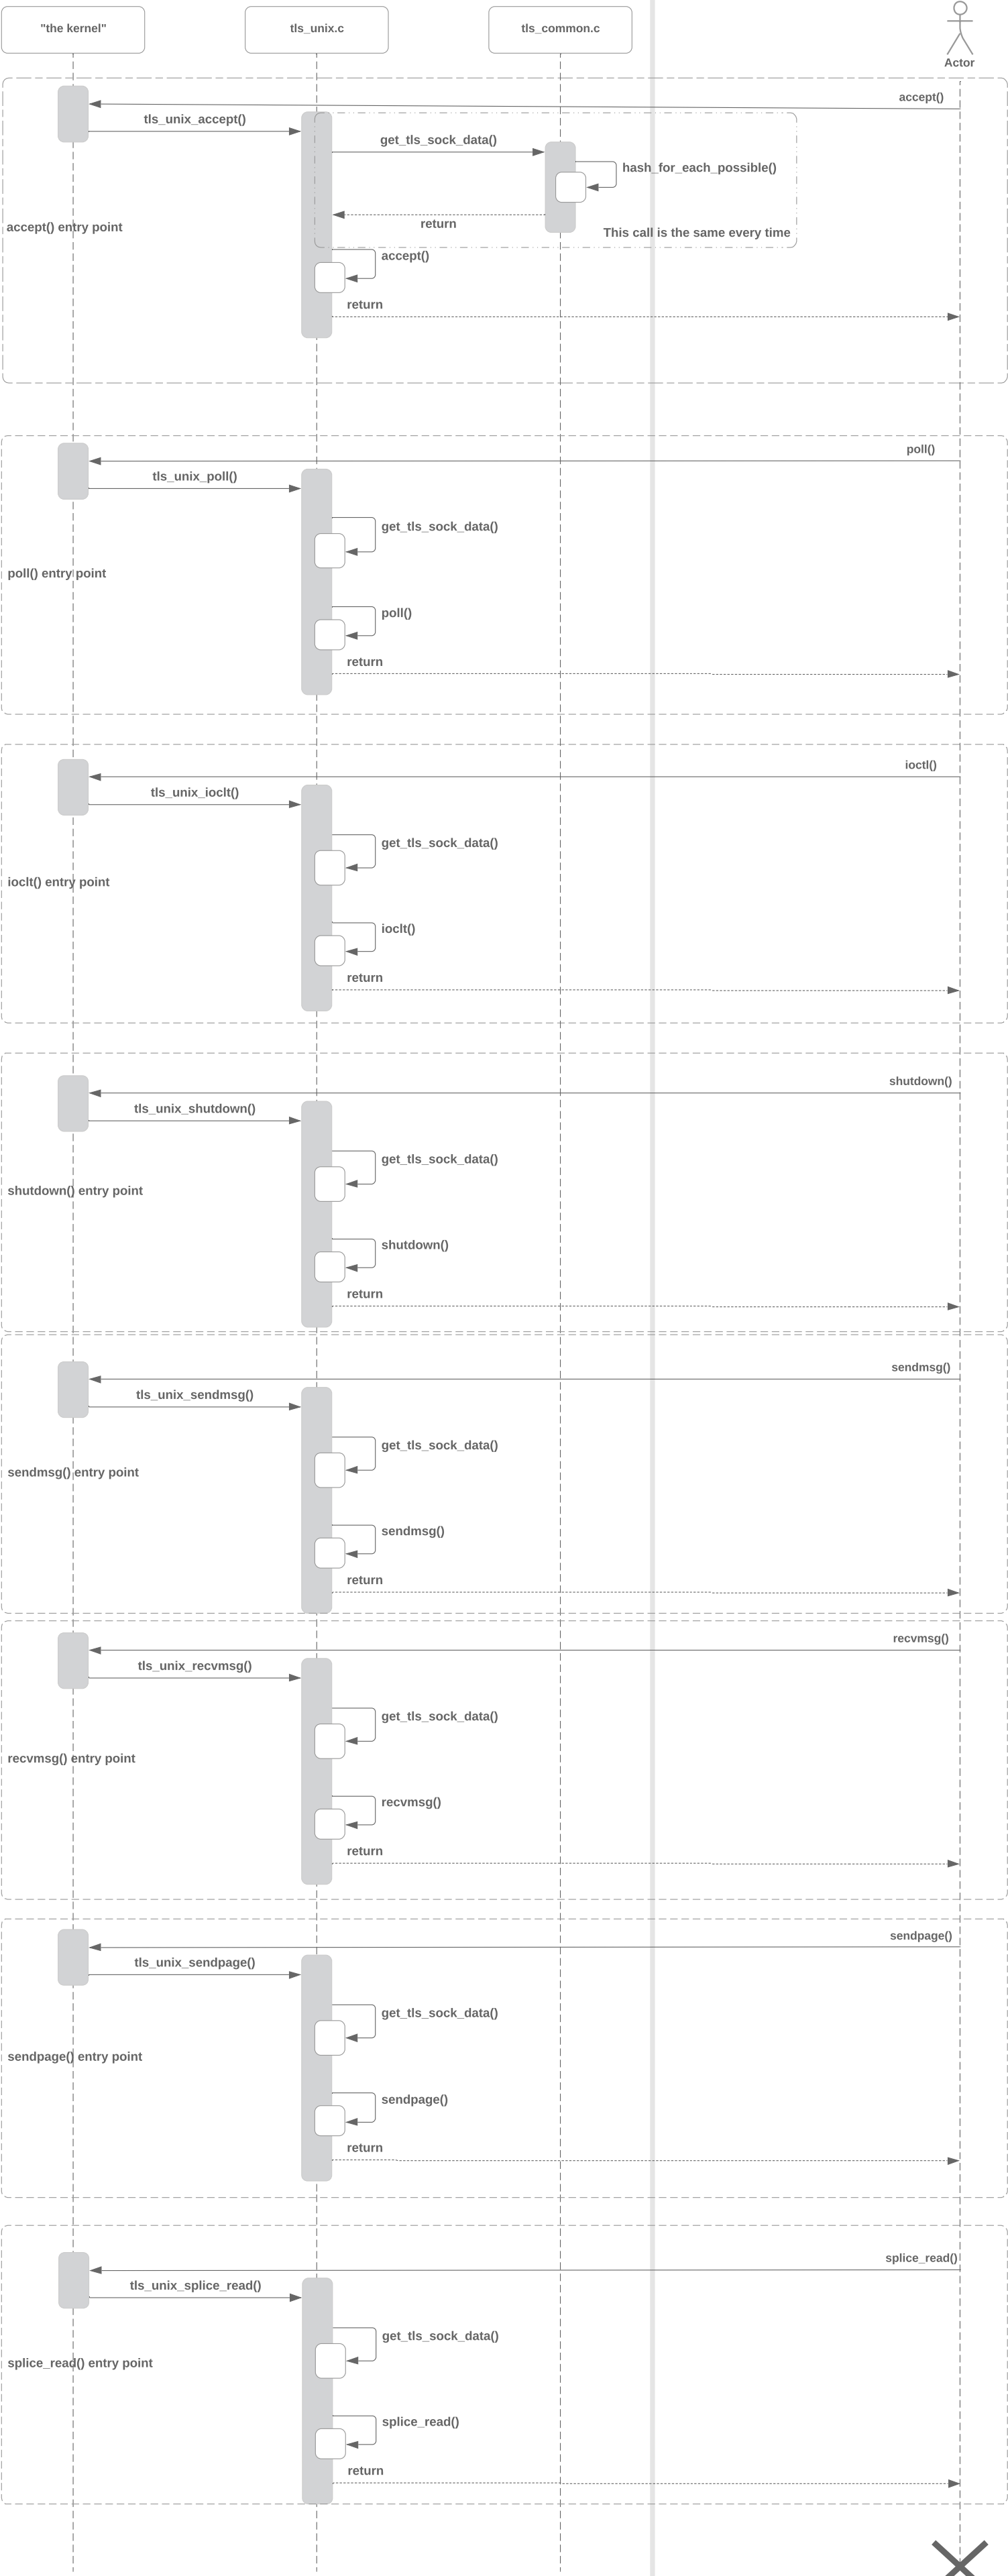 "the kernel"
tls_unix.c
tls_common.c
Actor
accept()
tls_unix_accept()
get_tls_sock_data()
hash_for_each_possible()
return
accept() entry point
This call is the same every time
accept()
return
poll()
tls_unix_poll()
get_tls_sock_data()
poll() entry point
poll()
return
ioctl()
tls_unix_ioclt()
get_tls_sock_data()
ioclt() entry point
ioclt()
return
shutdown()
tls_unix_shutdown()
get_tls_sock_data()
shutdown() entry point
shutdown()
return
sendmsg()
tls_unix_sendmsg()
get_tls_sock_data()
sendmsg() entry point
sendmsg()
return
recvmsg()
tls_unix_recvmsg()
get_tls_sock_data()
recvmsg() entry point
recvmsg()
return
sendpage()
tls_unix_sendpage()
get_tls_sock_data()
sendpage() entry point
sendpage()
return
splice_read()
tls_unix_splice_read()
get_tls_sock_data()
splice_read() entry point
splice_read()
return